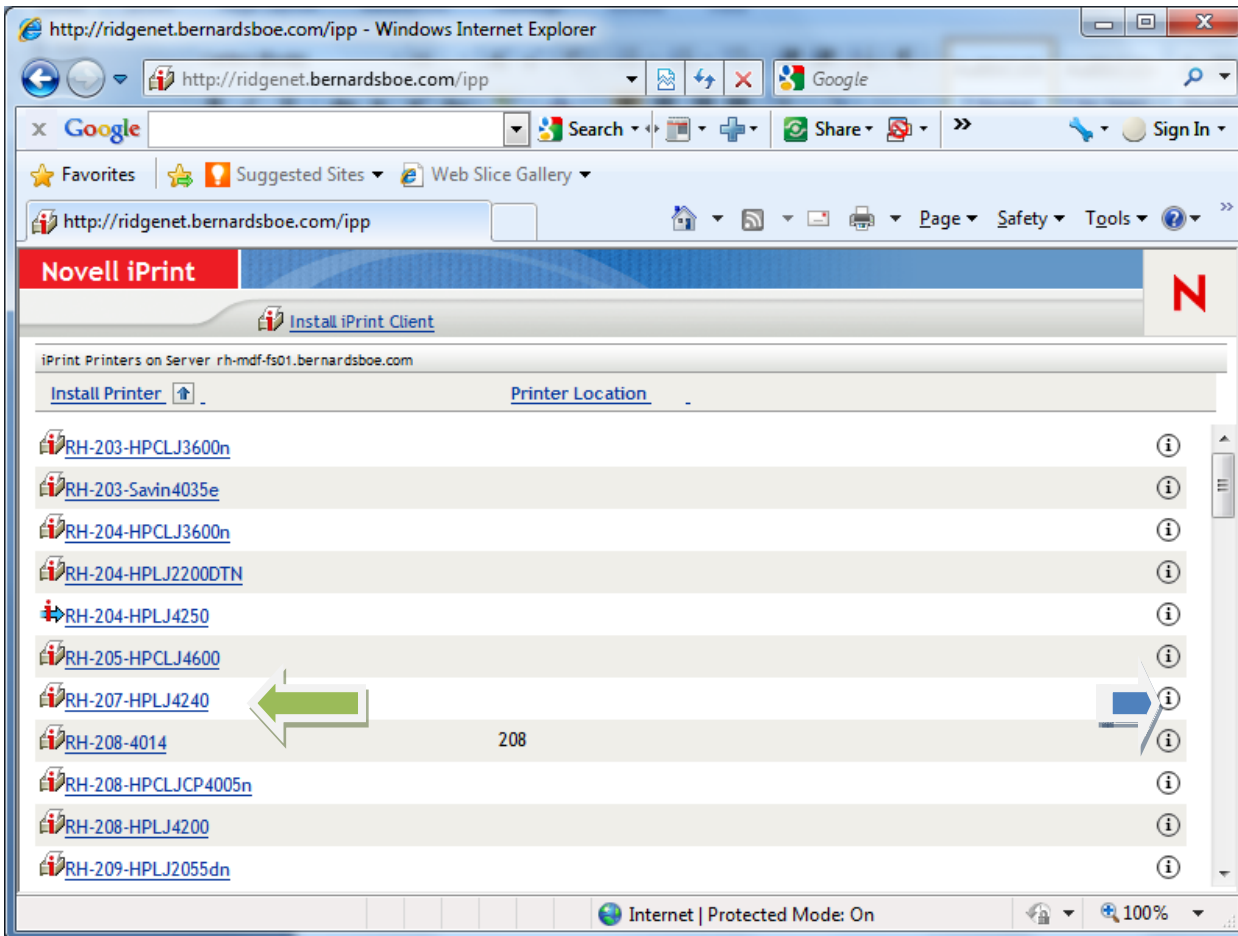 http://ridgenet.bernardsboe.com/ipp - Windows Internet Explorer
http://ridgenet.bernardsboe.com/ipp
Google
x Google
Search
Share
»
Sign In
Favorites
Suggested Sites
Web Slice Gallery
http://ridgenet.bernardsboe.com/ipp
Page
Safety
Tools
»
Novell iPrint
N
Install iPrint Client
iPrint Printers on Server rh-mdf-fs01.bernardsboe.com
Install Printer
Printer Location
RH-203-HPCLJ3600n
RH-203-Savin4035e
RH-204-HPCLJ3600n
RH-204-HPLJ2200DTN
RH-204-HPLJ4250
RH-205-HPCLJ4600
RH-207-HPLJ4240
RH-208-4014 208
RH-208-HPCLJCP4005n
RH-208-HPLJ4200
RH-209-HPLJ2055dn
Internet | Protected Mode: On
100%